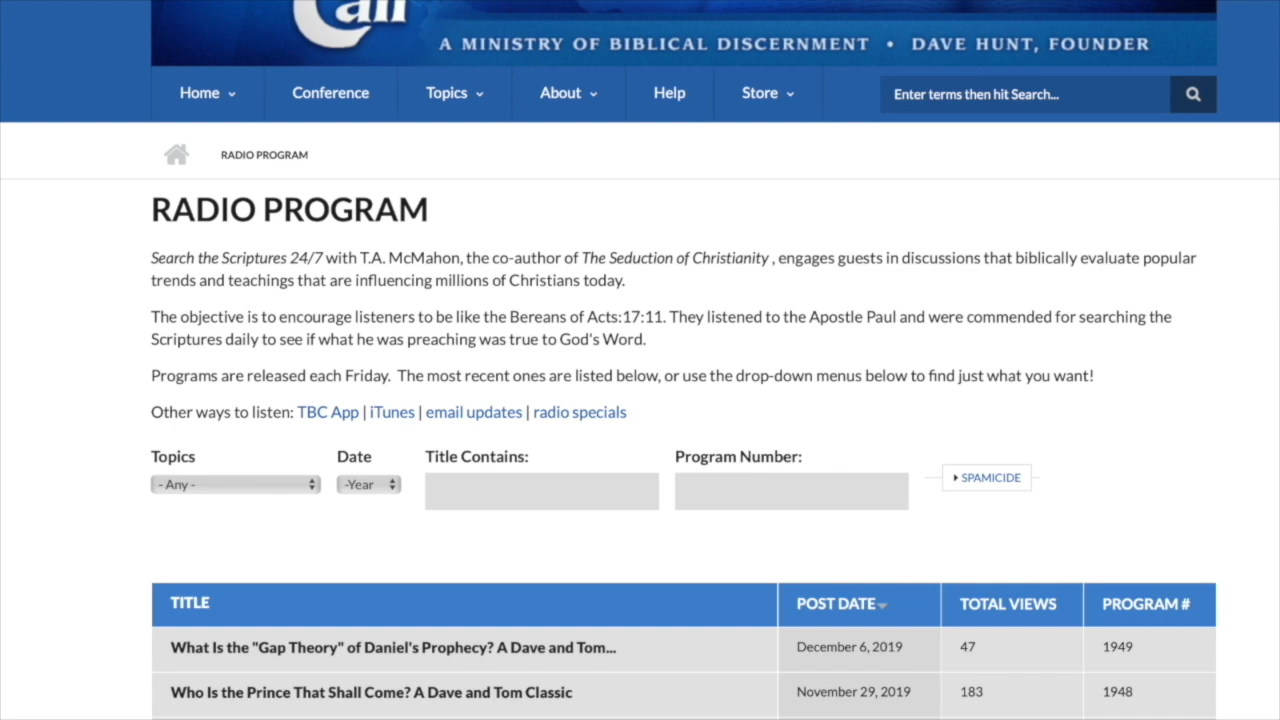 Call
A MINISTRY OF BIBLICAL DISCERNMENT • DAVE HUNT, FOUNDER
Home Conference Topics About Help Store Enter terms then hit Search...
RADIO PROGRAM
RADIO PROGRAM
Search the Scriptures 24/7 with T.A. McMahon, the co-author of The Seduction of Christianity , engages guests in discussions that biblically evaluate popular
trends and teachings that are influencing millions of Christians today.
The objective is to encourage listeners to be like the Bereans of Acts:17:11. They listened to the Apostle Paul and were commended for searching the
Scriptures daily to see if what he was preaching was true to God's Word.
Programs are released each Friday. The most recent ones are listed below, or use the drop-down menus below to find just what you want!
Other ways to listen: TBC App | iTunes | email updates | radio specials
Topics Date Title Contains: Program Number:
- Any - -Year SPAMICIDE
TITLE POST DATE TOTAL VIEWS PROGRAM #
What Is the "Gap Theory" of Daniel's Prophecy? A Dave and Tom... December 6, 2019 47 1949
Who Is the Prince That Shall Come? A Dave and Tom Classic November 29, 2019 183 1948